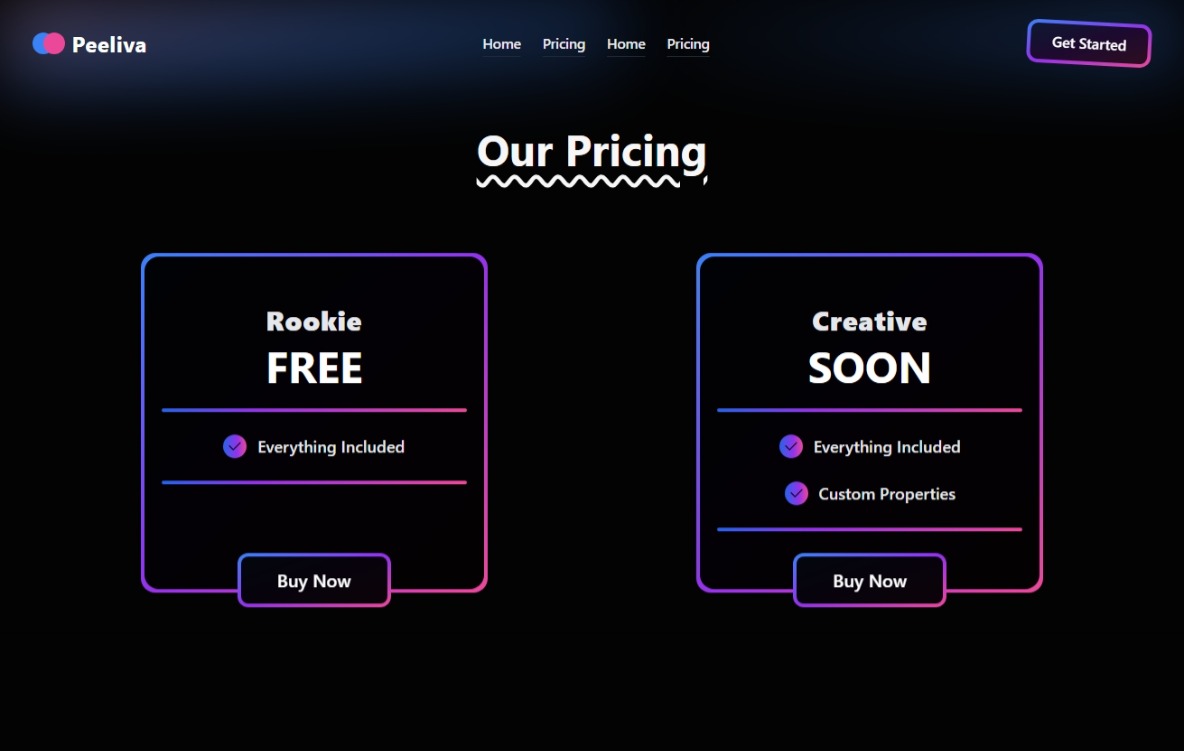 Peeliva
Home Pricing Home Pricing
Get Started
Our Pricing
Rookie
FREE
Everything Included
Buy Now
Creative
SOON
Everything Included
Custom Properties
Buy Now